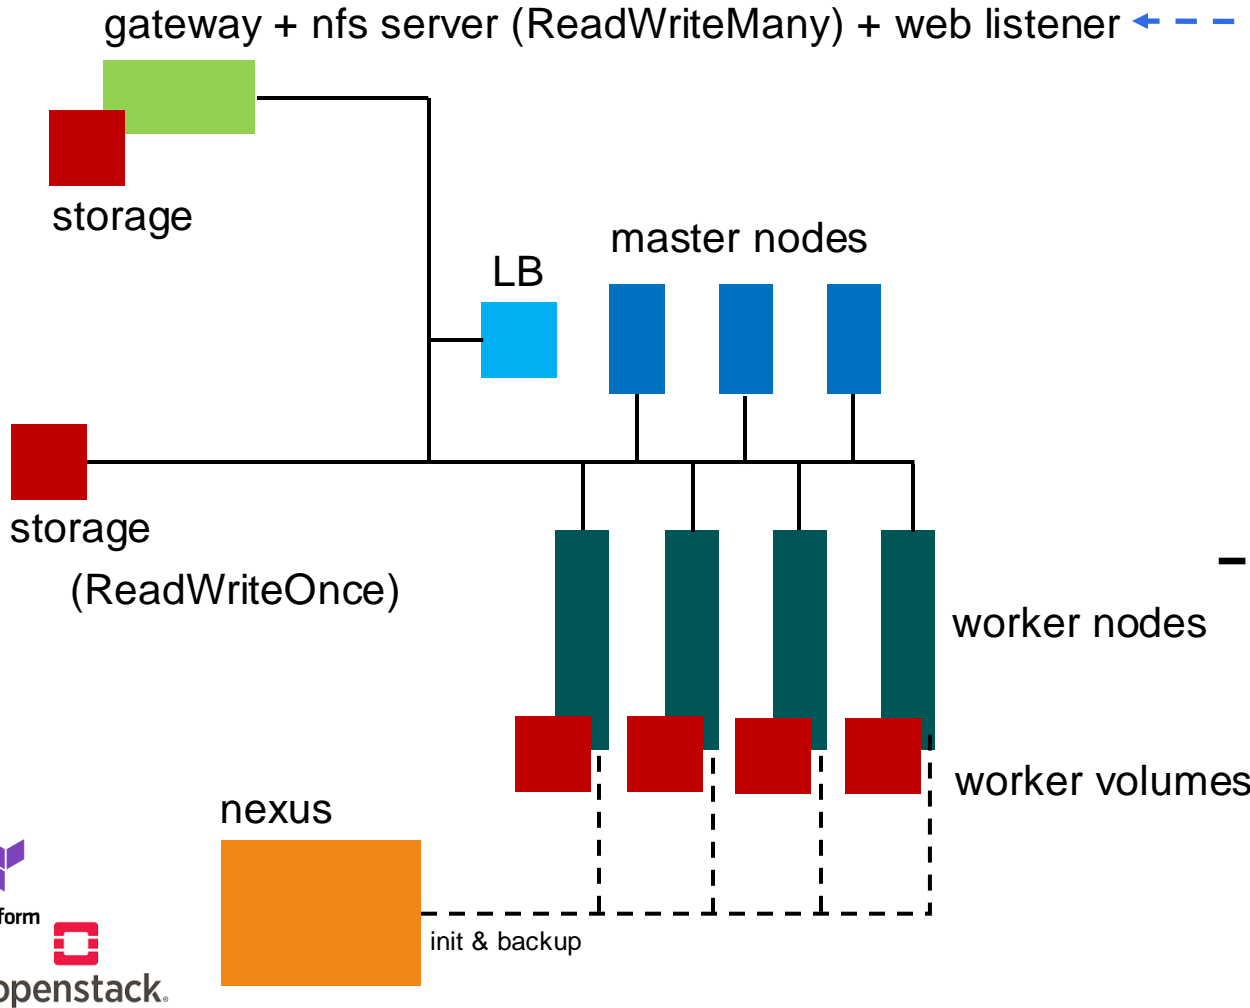 gateway + nfs server (ReadWriteMany) + web listener
storage
master nodes
LB
storage
(ReadWriteOnce)
worker nodes
worker volumes
nexus
form
init & backup
openstack.